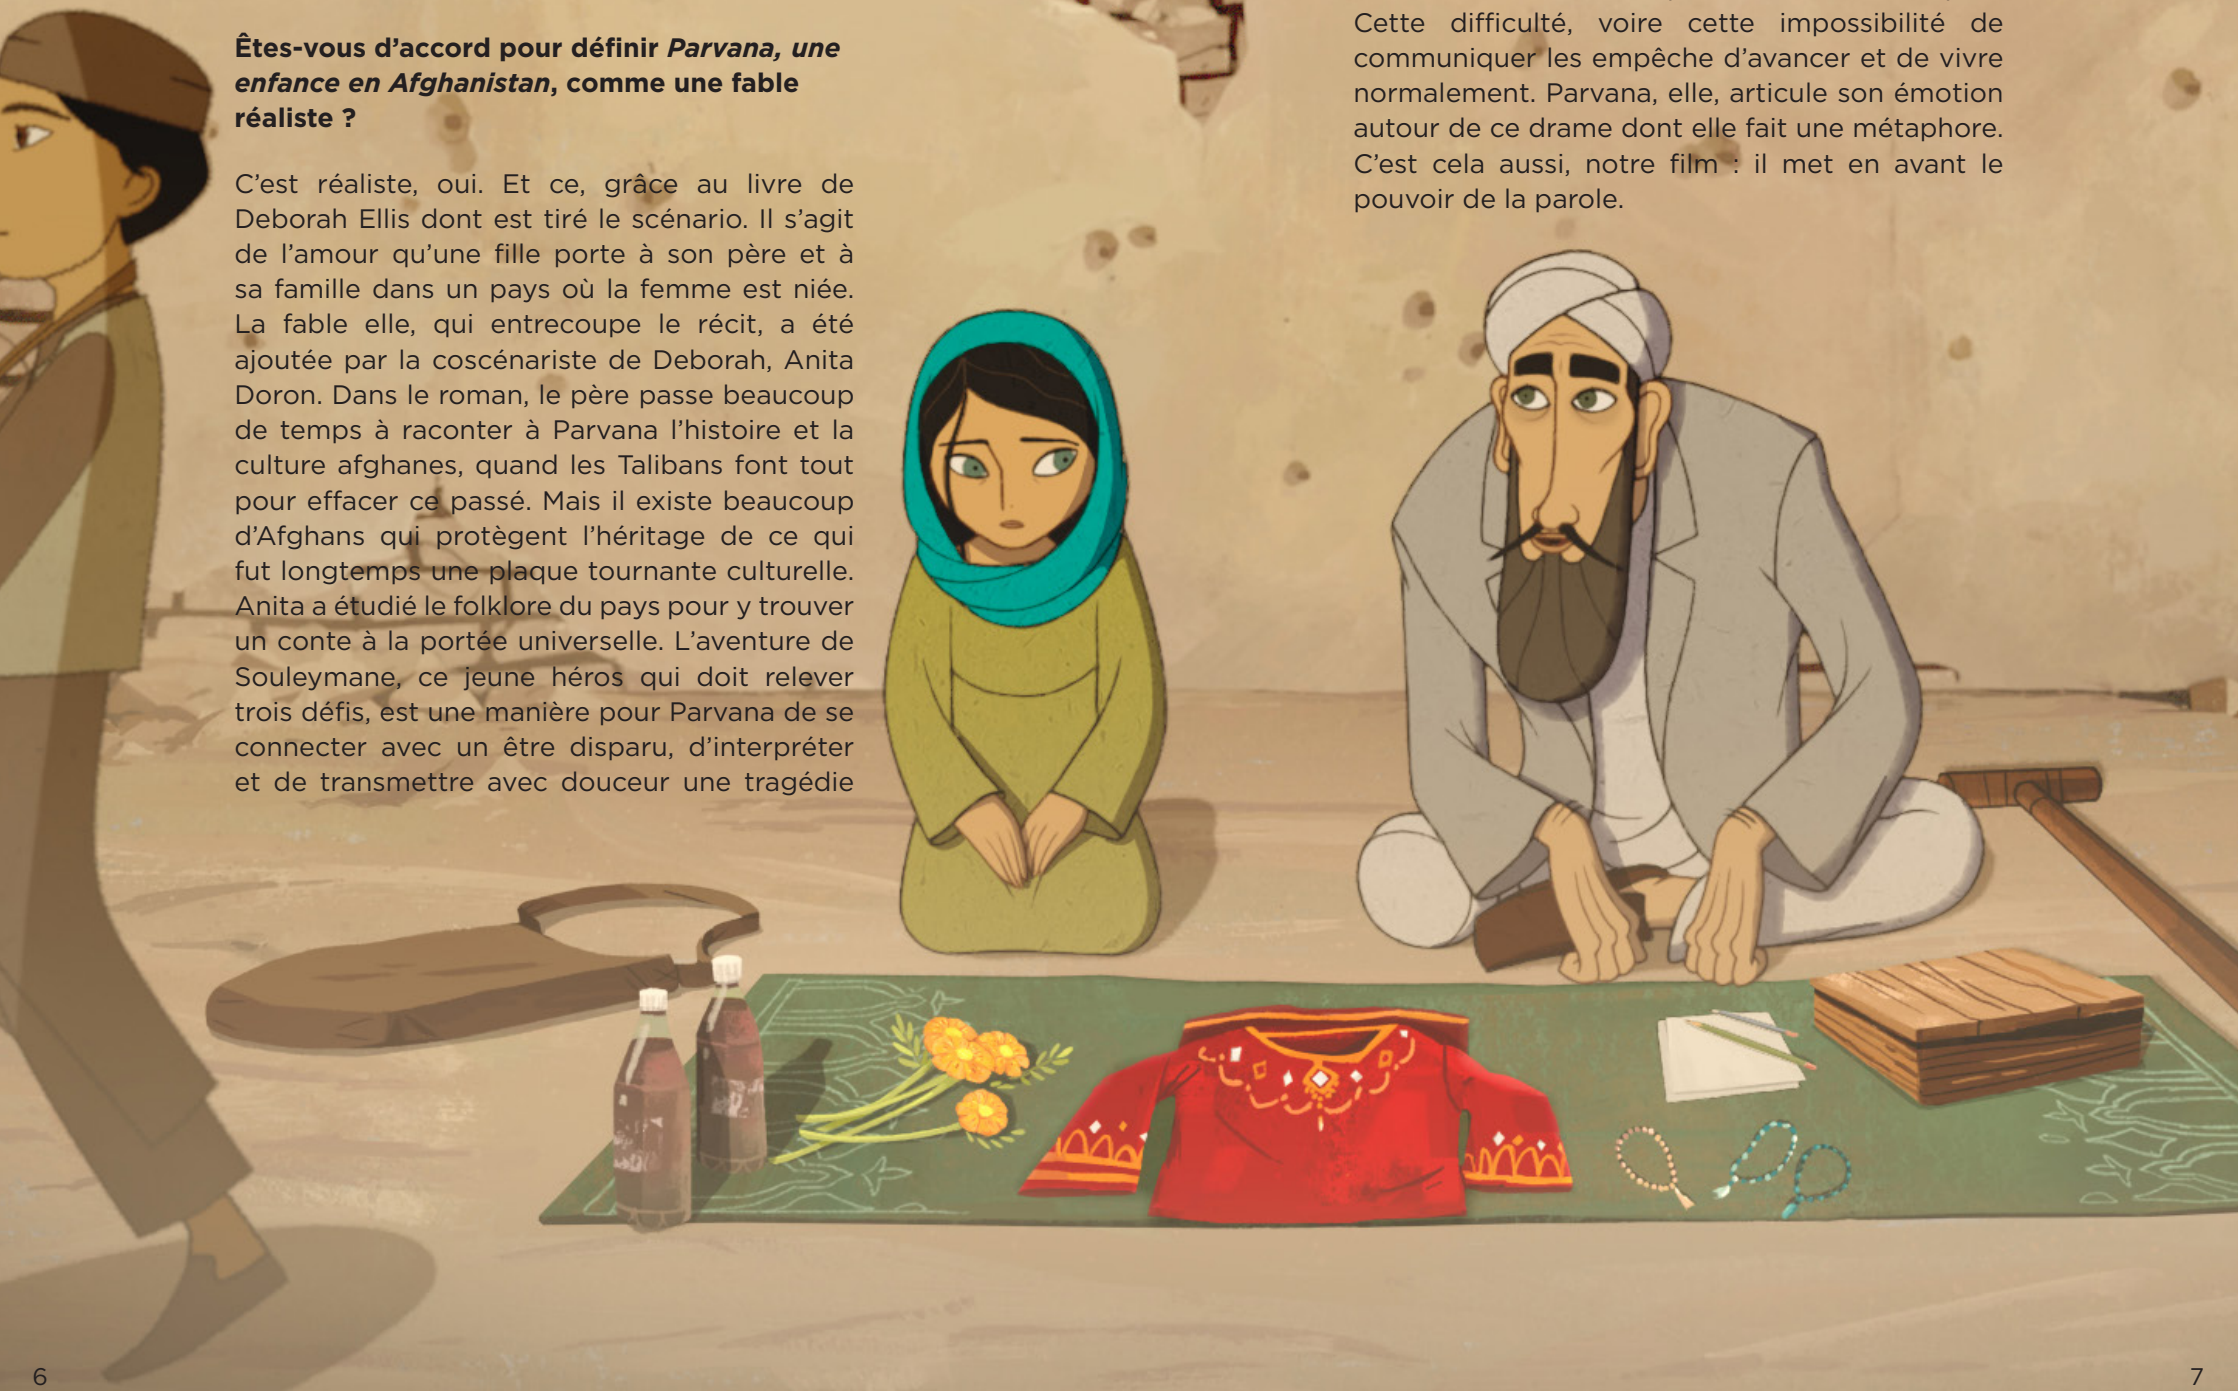 Êtes-vous d’accord pour définir Parvana, une
enfance en Afghanistan, comme une fable
réaliste ?
C’est réaliste, oui. Et ce, grâce au livre de
Deborah Ellis dont est tiré le scénario. Il s’agit
de l’amour qu’une fille porte à son père et à
sa famille dans un pays où la femme est niée.
La fable elle, qui entrecoupe le récit, a été
ajoutée par la coscénariste de Deborah, Anita
Doron. Dans le roman, le père passe beaucoup
de temps à raconter à Parvana l’histoire et la
culture afghanes, quand les Talibans font tout
pour effacer ce passé. Mais il existe beaucoup
d’Afghans qui protègent l’héritage de ce qui
fut longtemps une plaque tournante culturelle.
Anita a étudié le folklore du pays pour y trouver
un conte à la portée universelle. L’aventure de
Souleymane, ce jeune héros qui doit relever
trois défis, est une manière pour Parvana de se
connecter avec un être disparu, d’interpréter
et de transmettre avec douceur une tragédie
Cette difficulté, voire cette impossibilité de
communiquer les empêche d’avancer et de vivre
normalement. Parvana, elle, articule son émotion
autour de ce drame dont elle fait une métaphore.
C’est cela aussi, notre film : il met en avant le
pouvoir de la parole.
6
7